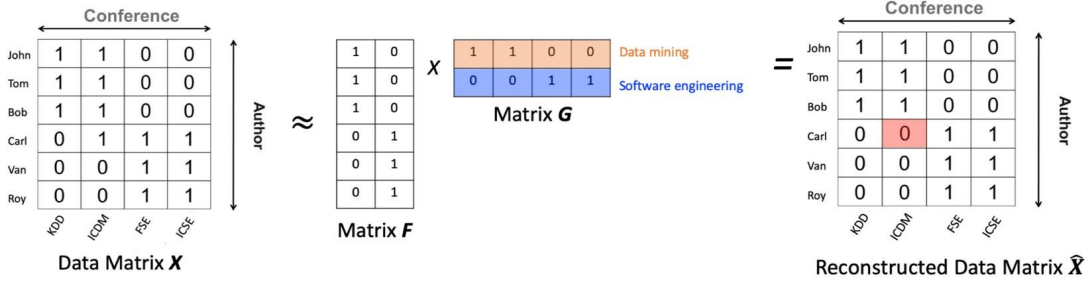 Conference
John 1 1 0 0
Tom 1 1 0 0
Bob 1 1 0 0
Carl 0 1 1 1
Van 0 0 1 1
Roy 0 0 1 1
KDD ICDM FSE ICSE
Author
Data Matrix X
≈
1 0
1 0
1 0
0 1
0 1
0 1
Matrix F
X
1 1 0 0 Data mining
0 0 1 1 Software engineering
Matrix G
=
Conference
John 1 1 0 0
Tom 1 1 0 0
Bob 1 1 0 0
Carl 0 0 1 1
Van 0 0 1 1
Roy 0 0 1 1
KDD ICDM FSE ICSE
Author
Reconstructed Data Matrix X̂